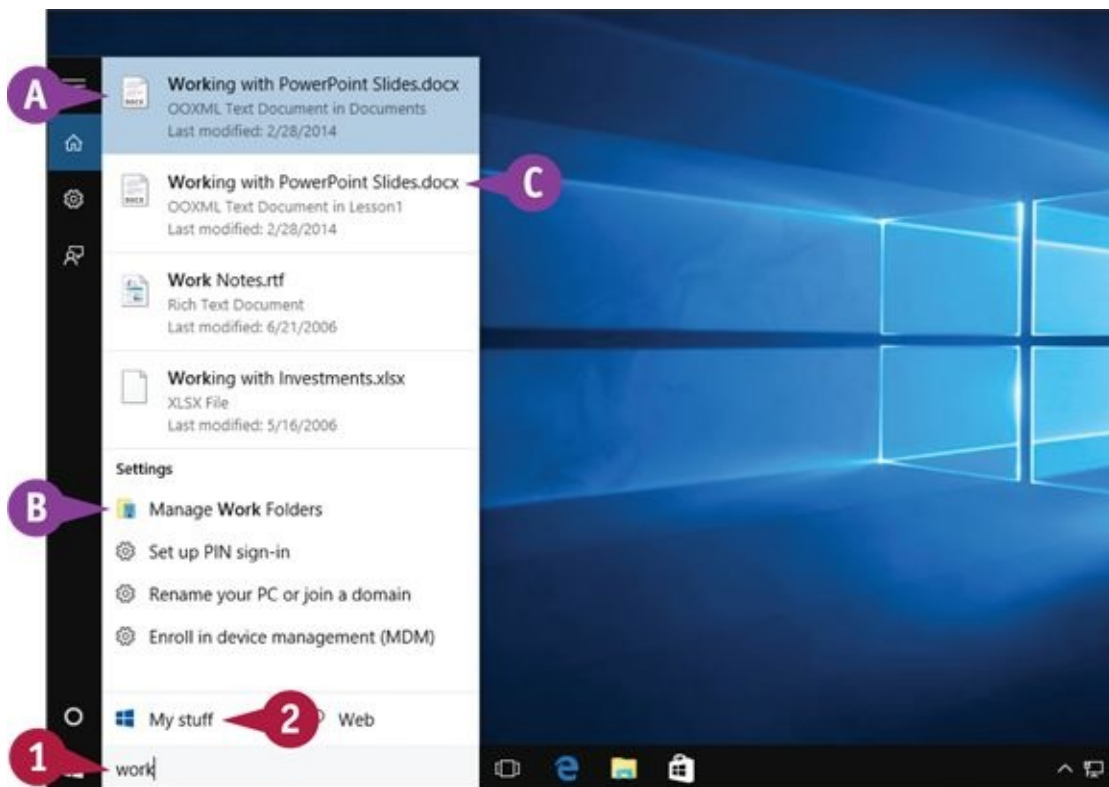 A
Working with PowerPoint Slides.docx
OOXML Text Document in Documents
Last modified: 2/28/2014
Working with PowerPoint Slides.docx
C
OOXML Text Document in Lesson1
Last modified: 2/28/2014
Work Notes.rtf
Rich Text Document
Last modified: 6/21/2006
Working with Investments.xlsx
XLSX File
Last modified: 5/16/2006
Settings
B
Manage Work Folders
Set up PIN sign-in
Rename your PC or join a domain
Enroll in device management (MDM)
My stuff
2
Web
1
work